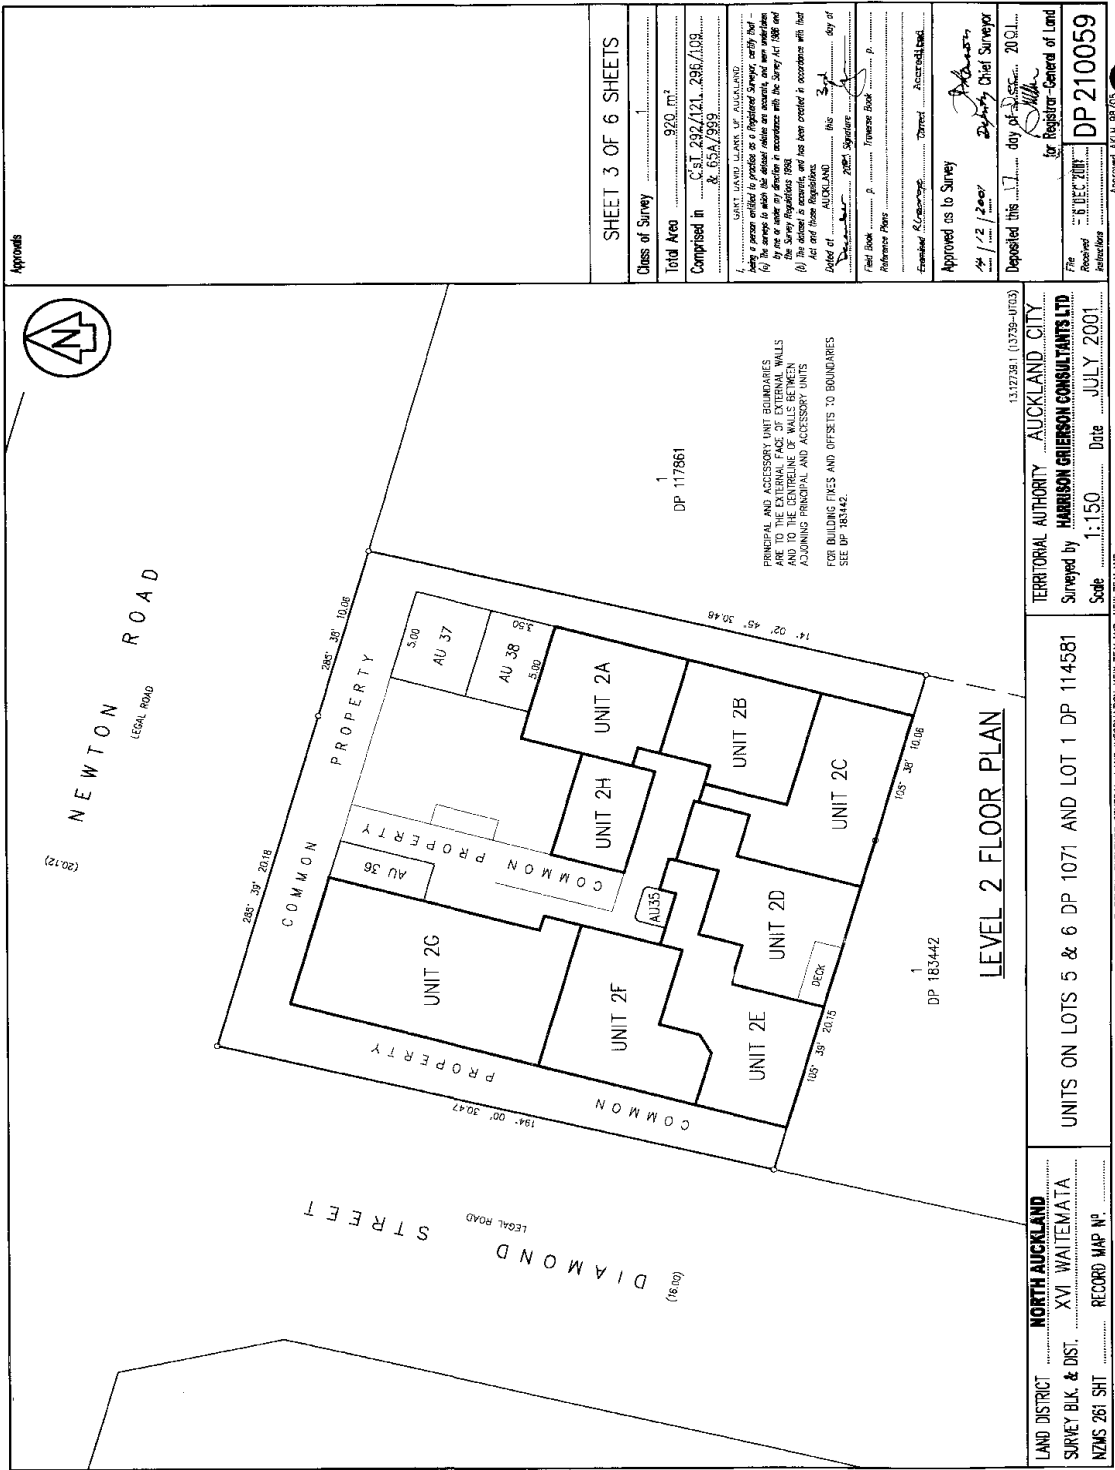 Approvals
N
NEWTON ROAD
LEGAL ROAD
(20.12)
285° 39' 20.18
285° 38' 10.06
COMMON PROPERTY
AU 37
5.00
AU 38
3.50
5.00
AU 36
COMMON PROPERTY
UNIT 2A
UNIT 2B
UNIT 2C
UNIT 2D
UNIT 2E
UNIT 2F
UNIT 2G
UNIT 2H
AU35
DECK
COMMON PROPERTY
14° 02' 45" 30.46
105° 38' 10.06
105° 39' 20.15
194° 00' 30.47
DIAMOND STREET
LEGAL ROAD
(16.00)
1
DP 117861
1
DP 183442
PRINCIPAL AND ACCESSORY UNIT BOUNDARIES
ARE TO THE EXTERNAL FACE OF EXTERNAL WALLS
AND TO THE CENTRELINE OF WALLS BETWEEN
ADJOINING PRINCIPAL AND ACCESSORY UNITS
FOR BUILDING FIXES AND OFFSETS TO BOUNDARIES
SEE DP 183442.
LEVEL 2 FLOOR PLAN
13.12739.1 (13739-UT03)
SHEET 3 OF 6 SHEETS
Class of Survey 1
Total Area 920 m²
Comprised in C'sT 292/121, 296/109
& 65A/999
I, GARY DAVID CLARK OF AUCKLAND
being a person entitled to practise as a Registered Surveyor, certify that -
(a) The surveys to which this dataset relates are accurate, and were undertaken
by me or under my direction in accordance with the Survey Act 1986 and
the Survey Regulations 1998.
(b) The dataset is accurate, and has been created in accordance with that
Act and those Regulations.
Dated at AUCKLAND this 3rd day of
December 2001 Signature
Field Book p. Traverse Book p.
Reference Plans
Examined Correct Accredited
Approved as to Survey
14 / 12 / 2001 Deputy Chief Surveyor
Deposited this 17 day of Dec 2001
for Registrar-General of Land
File
Received - 6 DEC 2001
Instructions
DP 210059
LAND DISTRICT NORTH AUCKLAND
SURVEY BLK. & DIST. XVI WAITEMATA
NZMS 261 SHT RECORD MAP Nº.
UNITS ON LOTS 5 & 6 DP 1071 AND LOT 1 DP 114581
TERRITORIAL AUTHORITY AUCKLAND CITY
Surveyed by HARRISON GRIERSON CONSULTANTS LTD
Scale 1:150 Date JULY 2001